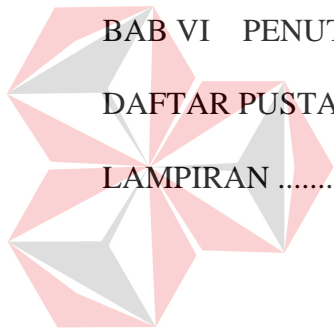 BAB VI PENUT
DAFTAR PUSTA
LAMPIRAN ........